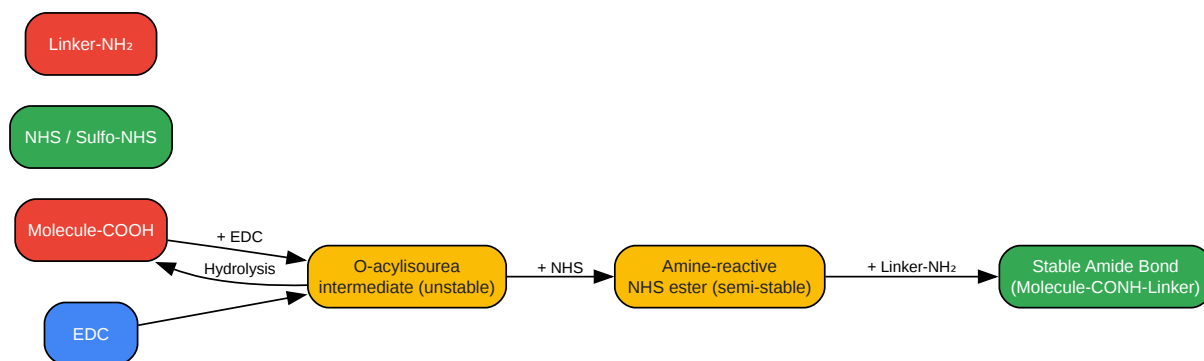 Linker-NH₂
NHS / Sulfo-NHS
Molecule-COOH
+ EDC
Hydrolysis
EDC
O-acylisourea
intermediate (unstable)
+ NHS
Amine-reactive
NHS ester (semi-stable)
+ Linker-NH₂
Stable Amide Bond
(Molecule-CONH-Linker)